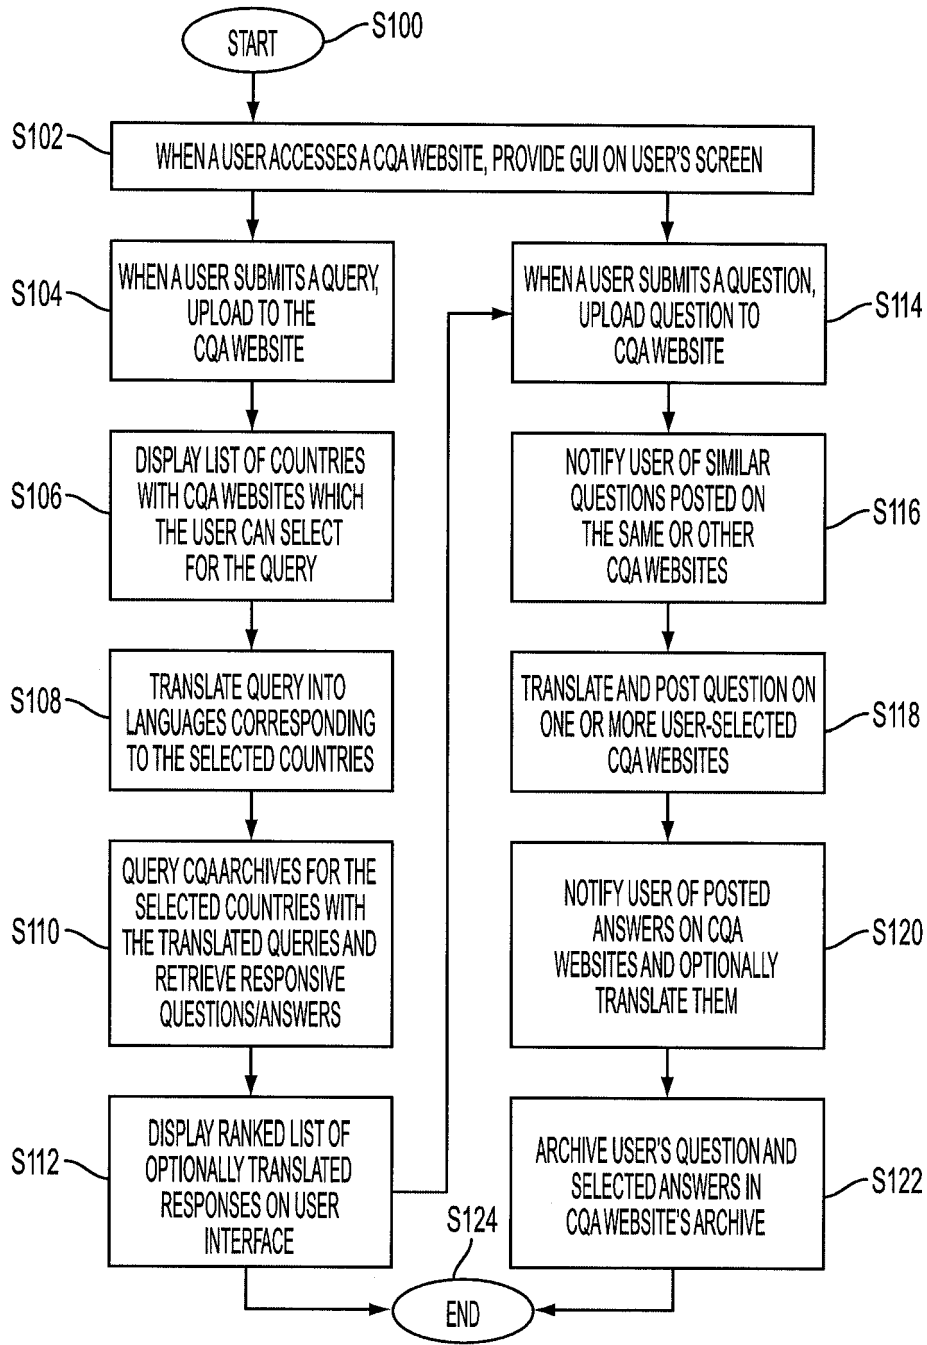 START
S100
S102
WHEN A USER ACCESSES A CQA WEBSITE, PROVIDE GUI ON USER'S SCREEN
S104
WHEN A USER SUBMITS A QUERY,
UPLOAD TO THE
CQA WEBSITE
S106
DISPLAY LIST OF COUNTRIES
WITH CQA WEBSITES WHICH
THE USER CAN SELECT
FOR THE QUERY
S108
TRANSLATE QUERY INTO
LANGUAGES CORRESPONDING
TO THE SELECTED COUNTRIES
S110
QUERY CQA ARCHIVES FOR THE
SELECTED COUNTRIES WITH
THE TRANSLATED QUERIES AND
RETRIEVE RESPONSIVE
QUESTIONS/ANSWERS
S112
DISPLAY RANKED LIST OF
OPTIONALLY TRANSLATED
RESPONSES ON USER
INTERFACE
WHEN A USER SUBMITS A QUESTION,
UPLOAD QUESTION TO
CQA WEBSITE
S114
NOTIFY USER OF SIMILAR
QUESTIONS POSTED ON
THE SAME OR OTHER
CQA WEBSITES
S116
TRANSLATE AND POST QUESTION ON
ONE OR MORE USER-SELECTED
CQA WEBSITES
S118
NOTIFY USER OF POSTED
ANSWERS ON CQA
WEBSITES AND OPTIONALLY
TRANSLATE THEM
S120
ARCHIVE USER'S QUESTION AND
SELECTED ANSWERS IN
CQA WEBSITE'S ARCHIVE
S122
S124
END